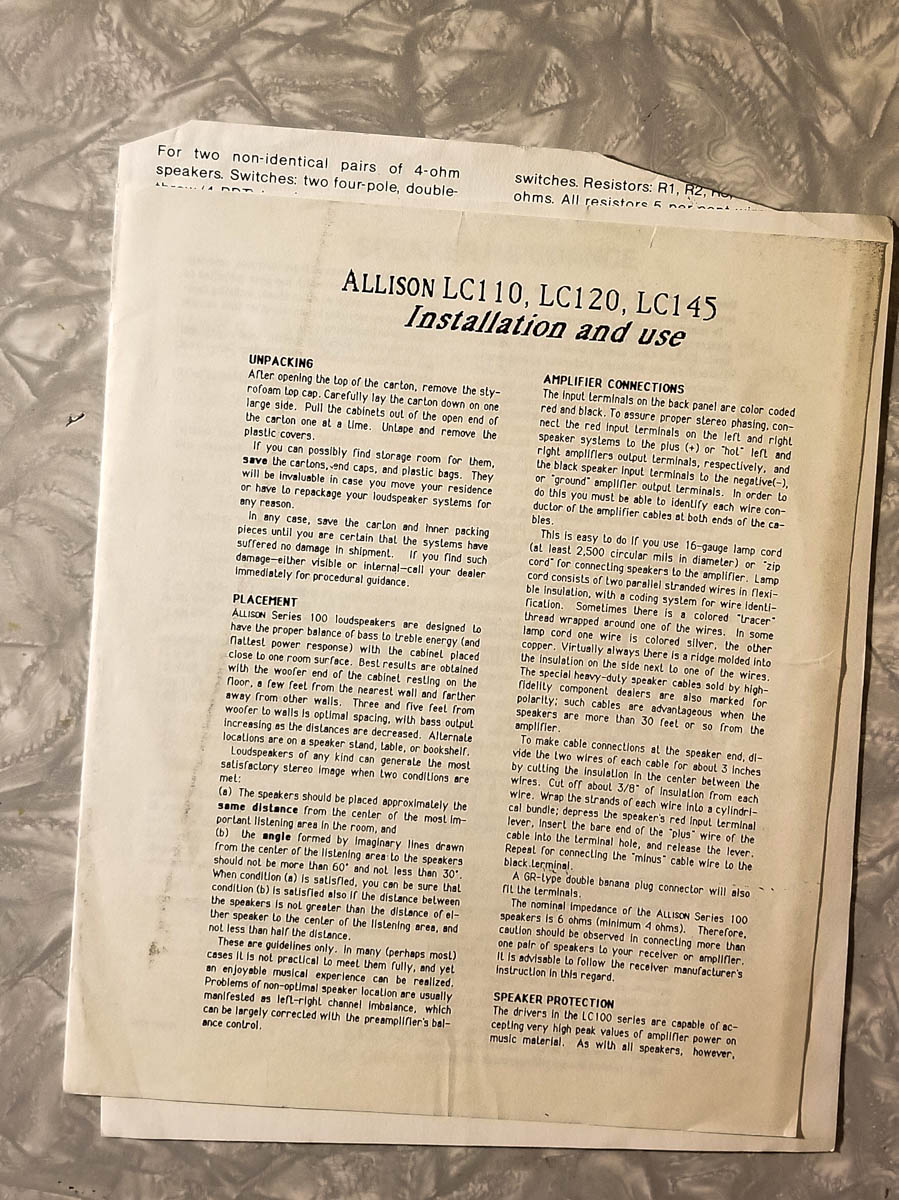 For two non-identical pairs of 4-ohm
speakers. Switches: two four-pole, double-
switches. Resistors: R1, R2,
ohms. All resistors 5 per cent
ALLISON LC110, LC120, LC145
Installation and use
UNPACKING
After opening the top of the carton, remove the sty-
rofoam top cap. Carefully lay the carton down on one
large side. Pull the cabinets out of the open end of
the carton one at a time. Untape and remove the
plastic covers.
If you can possibly find storage room for them,
save the cartons, end caps, and plastic bags. They
will be invaluable in case you move your residence
or have to repackage your loudspeaker systems for
any reason.
In any case, save the carton and inner packing
pieces until you are certain that the systems have
suffered no damage in shipment. If you find such
damage—either visible or internal—call your dealer
immediately for procedural guidance.
PLACEMENT
ALLISON Series 100 loudspeakers are designed to
have the proper balance of bass to treble energy (and
flattest power response) with the cabinet placed
close to one room surface. Best results are obtained
with the woofer end of the cabinet resting on the
floor, a few feet from the nearest wall and farther
away from other walls. Three and five feet from
woofer to walls is optimal spacing, with bass output
increasing as the distances are decreased. Alternate
locations are on a speaker stand, table, or bookshelf.
Loudspeakers of any kind can generate the most
satisfactory stereo image when two conditions are
met:
(a) The speakers should be placed approximately the
same distance from the center of the most im-
portant listening area in the room, and
(b) the angle formed by imaginary lines drawn
from the center of the listening area to the speakers
should not be more than 60° and not less than 30°.
When condition (a) is satisfied, you can be sure that
condition (b) is satisfied also if the distance between
the speakers is not greater than the distance of ei-
ther speaker to the center of the listening area, and
not less than half the distance.
These are guidelines only. In many (perhaps most)
cases it is not practical to meet them fully, and yet
an enjoyable musical experience can be realized.
Problems of non-optimal speaker location are usually
manifested as left-right channel imbalance, which
can be largely corrected with the preamplifier's bal-
ance control.
AMPLIFIER CONNECTIONS
The input terminals on the back panel are color coded
red and black. To assure proper stereo phasing, con-
nect the red input terminals on the left and right
speaker systems to the plus (+) or "hot" left and
right amplifiers output terminals, respectively, and
the black speaker input terminals to the negative(-),
or "ground" amplifier output terminals. In order to
do this you must be able to identify each wire con-
ductor of the amplifier cables at both ends of the ca-
bles.
This is easy to do if you use 16-gauge lamp cord
(at least 2,500 circular mils in diameter) or "zip
cord" for connecting speakers to the amplifier. Lamp
cord consists of two parallel stranded wires in flexi-
ble insulation, with a coding system for wire identi-
fication. Sometimes there is a colored "tracer"
thread wrapped around one of the wires. In some
lamp cord one wire is colored silver, the other
copper. Virtually always there is a ridge molded into
the insulation on the side next to one of the wires.
The special heavy-duty speaker cables sold by high-
fidelity component dealers are also marked for
polarity; such cables are advantageous when the
speakers are more than 30 feet or so from the
amplifier.
To make cable connections at the speaker end, di-
vide the two wires of each cable for about 3 inches
by cutting the insulation in the center between the
wires. Cut off about 3/8" of insulation from each
wire. Wrap the strands of each wire into a cylindri-
cal bundle; depress the speaker's red input terminal
lever, insert the bare end of the "plus" wire of the
cable into the terminal hole, and release the lever.
Repeat for connecting the "minus" cable wire to the
black terminal.
A GR-type double banana plug connector will also
fit the terminals.
The nominal impedance of the ALLISON Series 100
speakers is 6 ohms (minimum 4 ohms). Therefore,
caution should be observed in connecting more than
one pair of speakers to your receiver or amplifier.
It is advisable to follow the receiver manufacturer's
instruction in this regard.
SPEAKER PROTECTION
The drivers in the LC100 series are capable of ac-
cepting very high peak values of amplifier power on
music material. As with all speakers, however,